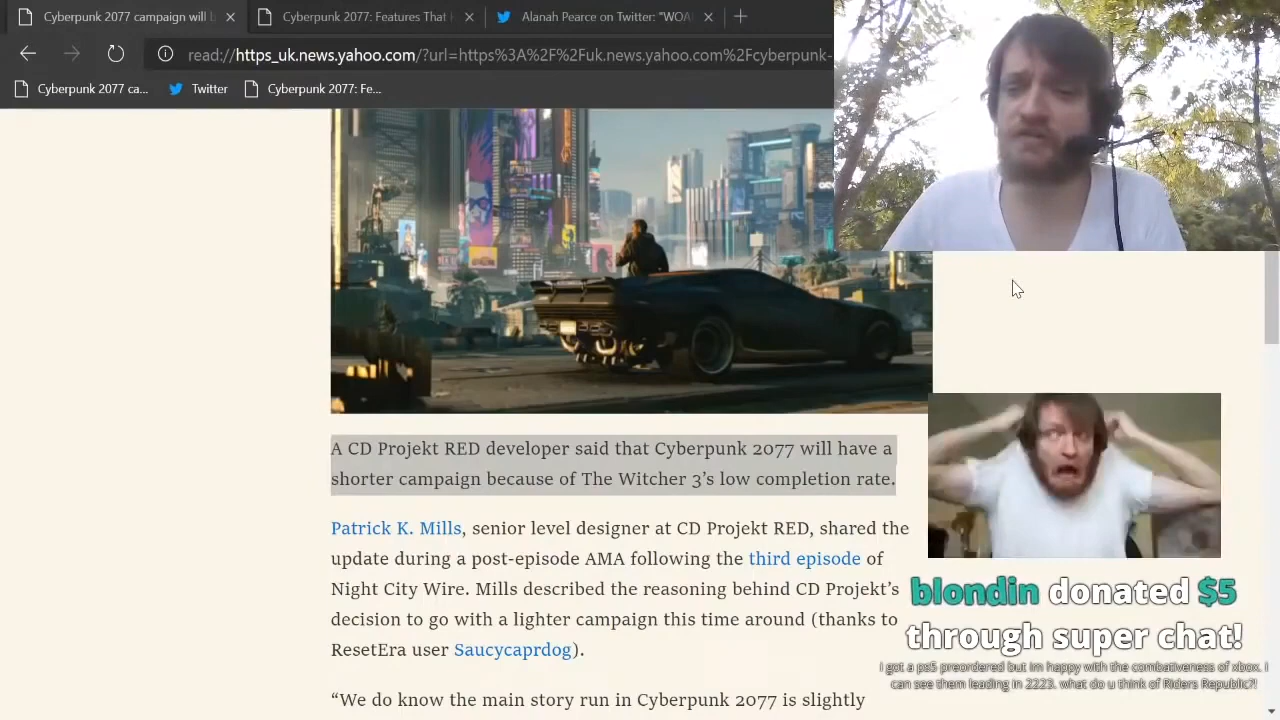 Cyberpunk 2077 campaign will b
Cyberpunk 2077: Features That
Alanah Pearce on Twitter: "WOA
read://https_uk.news.yahoo.com/?url=https%3A%2F%2Fuk.news.yahoo.com%2Fcyberpunk-
Cyberpunk 2077 ca...
Twitter
Cyberpunk 2077: Fe...
A CD Projekt RED developer said that Cyberpunk 2077 will have a
shorter campaign because of The Witcher 3’s low completion rate.
Patrick K. Mills, senior level designer at CD Projekt RED, shared the
update during a post-episode AMA following the third episode of
Night City Wire. Mills described the reasoning behind CD Projekt’s
decision to go with a lighter campaign this time around (thanks to
ResetEra user Saucycaprdog).
“We do know the main story run in Cyberpunk 2077 is slightly
blondin donated $5
through super chat!
I got a ps5 preordered but im happy with the combativeness of xbox. I
can see them leading in 2223. what do u think of Riders Republic?!